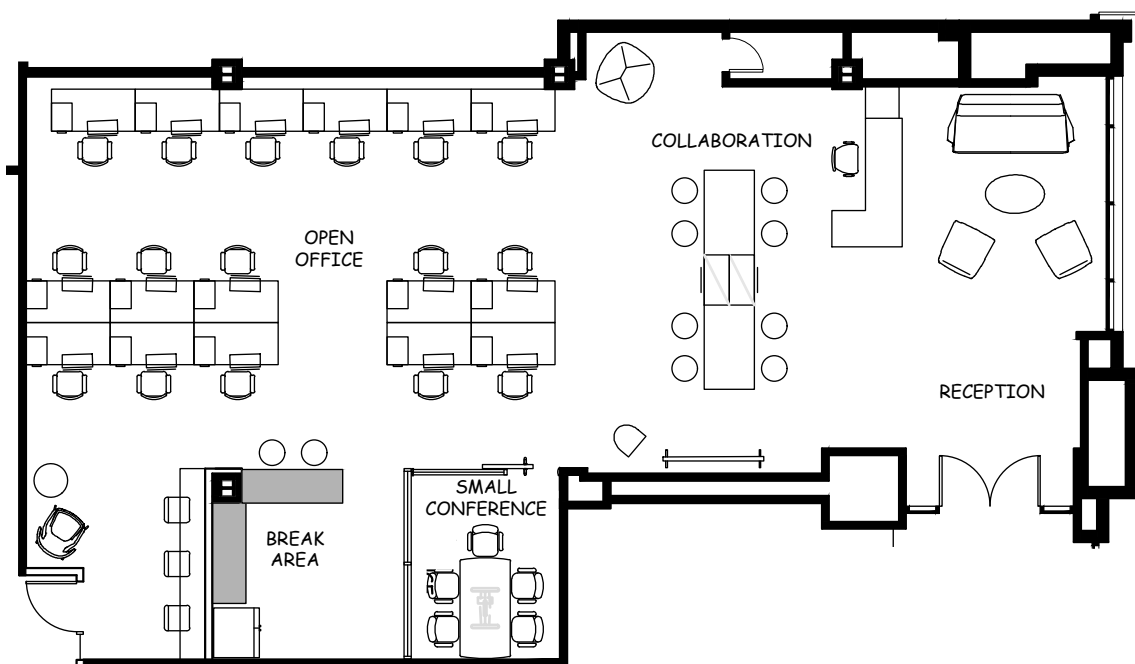 COLLABORATION
OPEN
OFFICE
RECEPTION
SMALL
CONFERENCE
BREAK
AREA